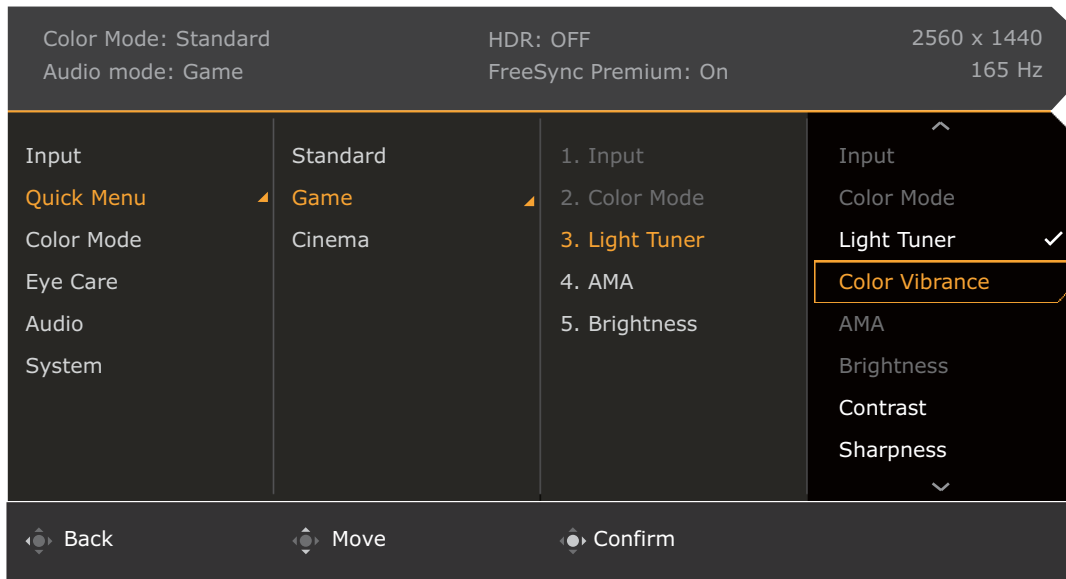 Color Mode: Standard
HDR: OFF
2560 x 1440
Audio mode: Game
FreeSync Premium: On
165 Hz
Input
Quick Menu
Color Mode
Eye Care
Audio
System
Standard
Game
Cinema
1. Input
2. Color Mode
3. Light Tuner
4. AMA
5. Brightness
Input
Color Mode
Light Tuner
Color Vibrance
AMA
Brightness
Contrast
Sharpness
Back
Move
Confirm